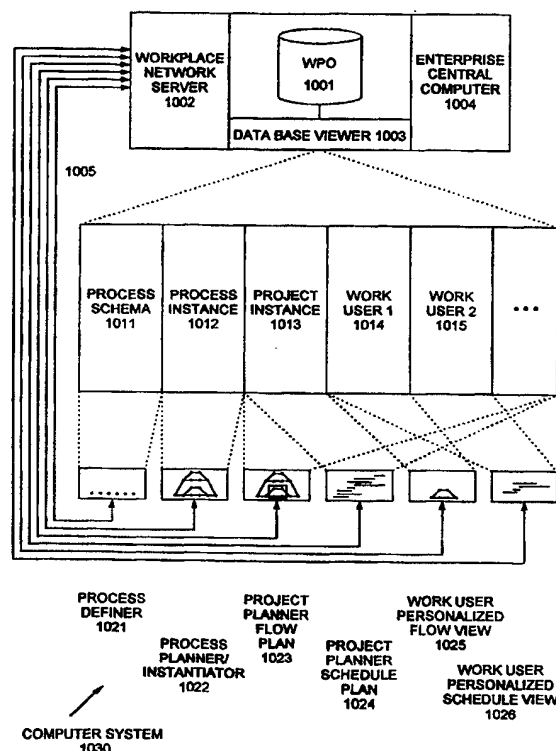 WORKPLACE
NETWORK
SERVER
1002
WPO
1001
DATA BASE VIEWER 1003
ENTERPRISE
CENTRAL
COMPUTER
1004
1005
PROCESS
SCHEMA
1011
PROCESS
INSTANCE
1012
PROJECT
INSTANCE
1013
WORK
USER 1
1014
WORK
USER 2
1015
...
PROCESS
DEFINER
1021
PROCESS
PLANNER/
INSTANTIATOR
1022
PROJECT
PLANNER
FLOW
PLAN
1023
PROJECT
PLANNER
SCHEDULE
PLAN
1024
WORK USER
PERSONALIZED
FLOW VIEW
1025
WORK USER
PERSONALIZED
SCHEDULE VIEW
1026
COMPUTER SYSTEM
1030